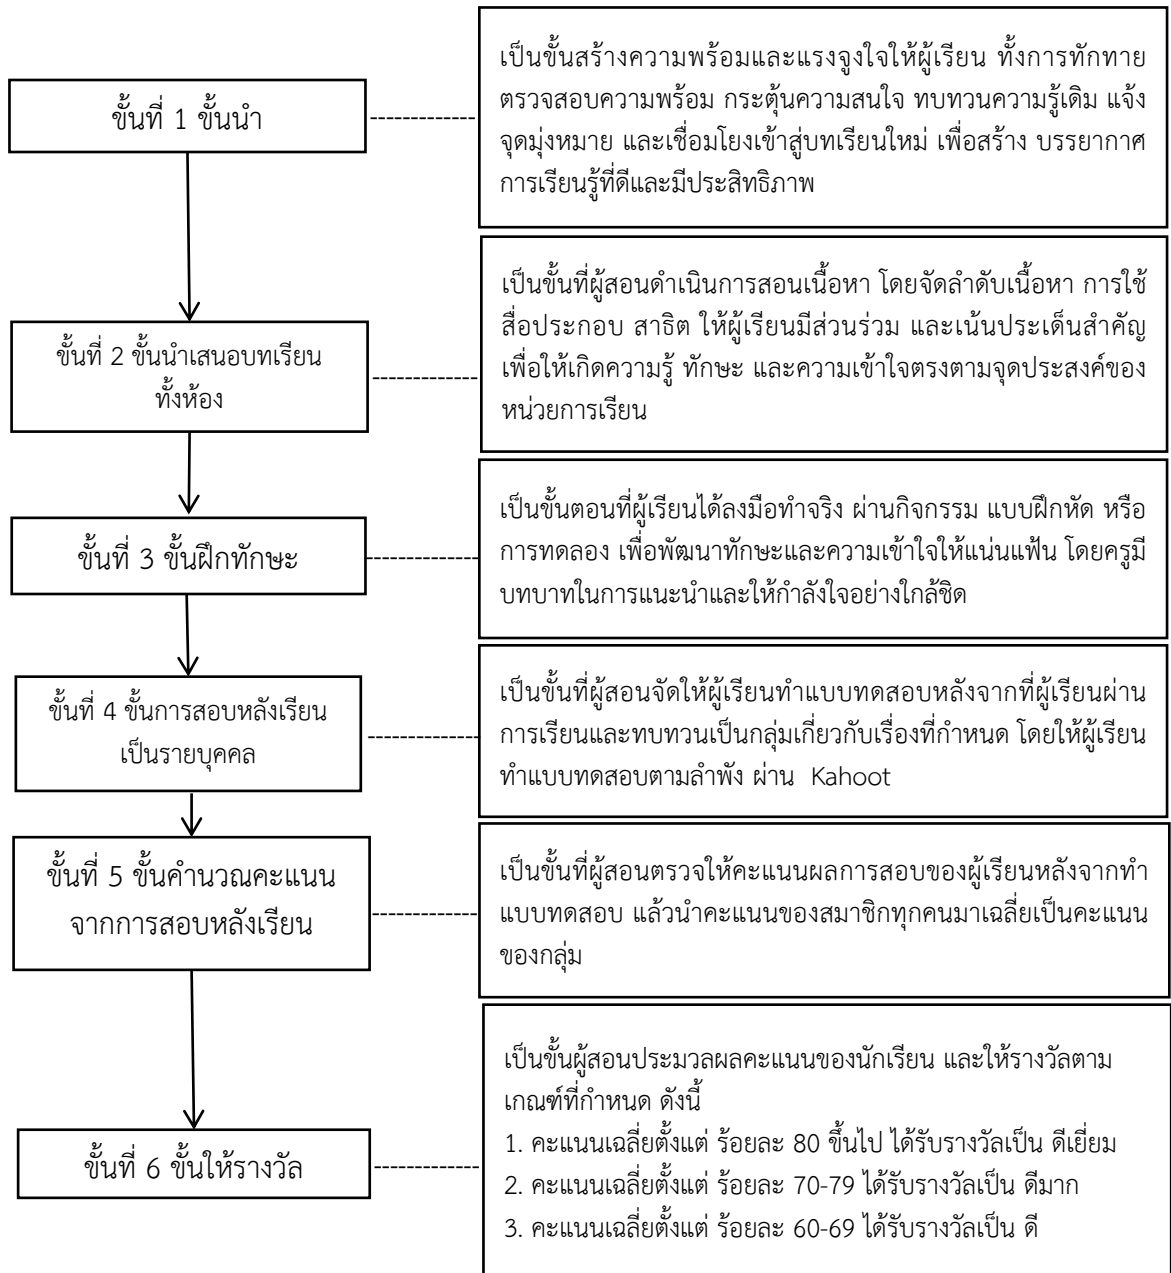 ขั้นที่ 1 ขั้นนำ
เป็นขั้นสร้างความพร้อมและแรงจูงใจให้ผู้เรียน ทั้งการทักทาย
ตรวจสอบความพร้อม กระตุ้นความสนใจ ทบทวนความรู้เดิม แจ้ง
จุดมุ่งหมาย และเชื่อมโยงเข้าสู่บทเรียนใหม่ เพื่อสร้าง บรรยากาศ
การเรียนรู้ที่ดีและมีประสิทธิภาพ
ขั้นที่ 2 ขั้นนำเสนอบทเรียน
ทั้งห้อง
เป็นขั้นที่ผู้สอนดำเนินการสอนเนื้อหา โดยจัดลำดับเนื้อหา การใช้
สื่อประกอบ สาธิต ให้ผู้เรียนมีส่วนร่วม และเน้นประเด็นสำคัญ
เพื่อให้เกิดความรู้ ทักษะ และความเข้าใจตรงตามจุดประสงค์ของ
หน่วยการเรียน
ขั้นที่ 3 ขั้นฝึกทักษะ
เป็นขั้นตอนที่ผู้เรียนได้ลงมือทำจริง ผ่านกิจกรรม แบบฝึกหัด หรือ
การทดลอง เพื่อพัฒนาทักษะและความเข้าใจให้แน่นแฟ้น โดยครูมี
บทบาทในการแนะนำและให้กำลังใจอย่างใกล้ชิด
ขั้นที่ 4 ขั้นการสอบหลังเรียน
เป็นรายบุคคล
เป็นขั้นที่ผู้สอนจัดให้ผู้เรียนทำแบบทดสอบหลังจากที่ผู้เรียนผ่าน
การเรียนและทบทวนเป็นกลุ่มเกี่ยวกับเรื่องที่กำหนด โดยให้ผู้เรียน
ทำแบบทดสอบตามลำพัง ผ่าน Kahoot
ขั้นที่ 5 ขั้นคำนวณคะแนน
จากการสอบหลังเรียน
เป็นขั้นที่ผู้สอนตรวจให้คะแนนผลการสอบของผู้เรียนหลังจากทำ
แบบทดสอบ แล้วนำคะแนนของสมาชิกทุกคนมาเฉลี่ยเป็นคะแนน
ของกลุ่ม
ขั้นที่ 6 ขั้นให้รางวัล
เป็นขั้นผู้สอนประมวลผลคะแนนของนักเรียน และให้รางวัลตาม
เกณฑ์ที่กำหนด ดังนี้
1. คะแนนเฉลี่ยตั้งแต่ ร้อยละ 80 ขึ้นไป ได้รับรางวัลเป็น ดีเยี่ยม
2. คะแนนเฉลี่ยตั้งแต่ ร้อยละ 70-79 ได้รับรางวัลเป็น ดีมาก
3. คะแนนเฉลี่ยตั้งแต่ ร้อยละ 60-69 ได้รับรางวัลเป็น ดี